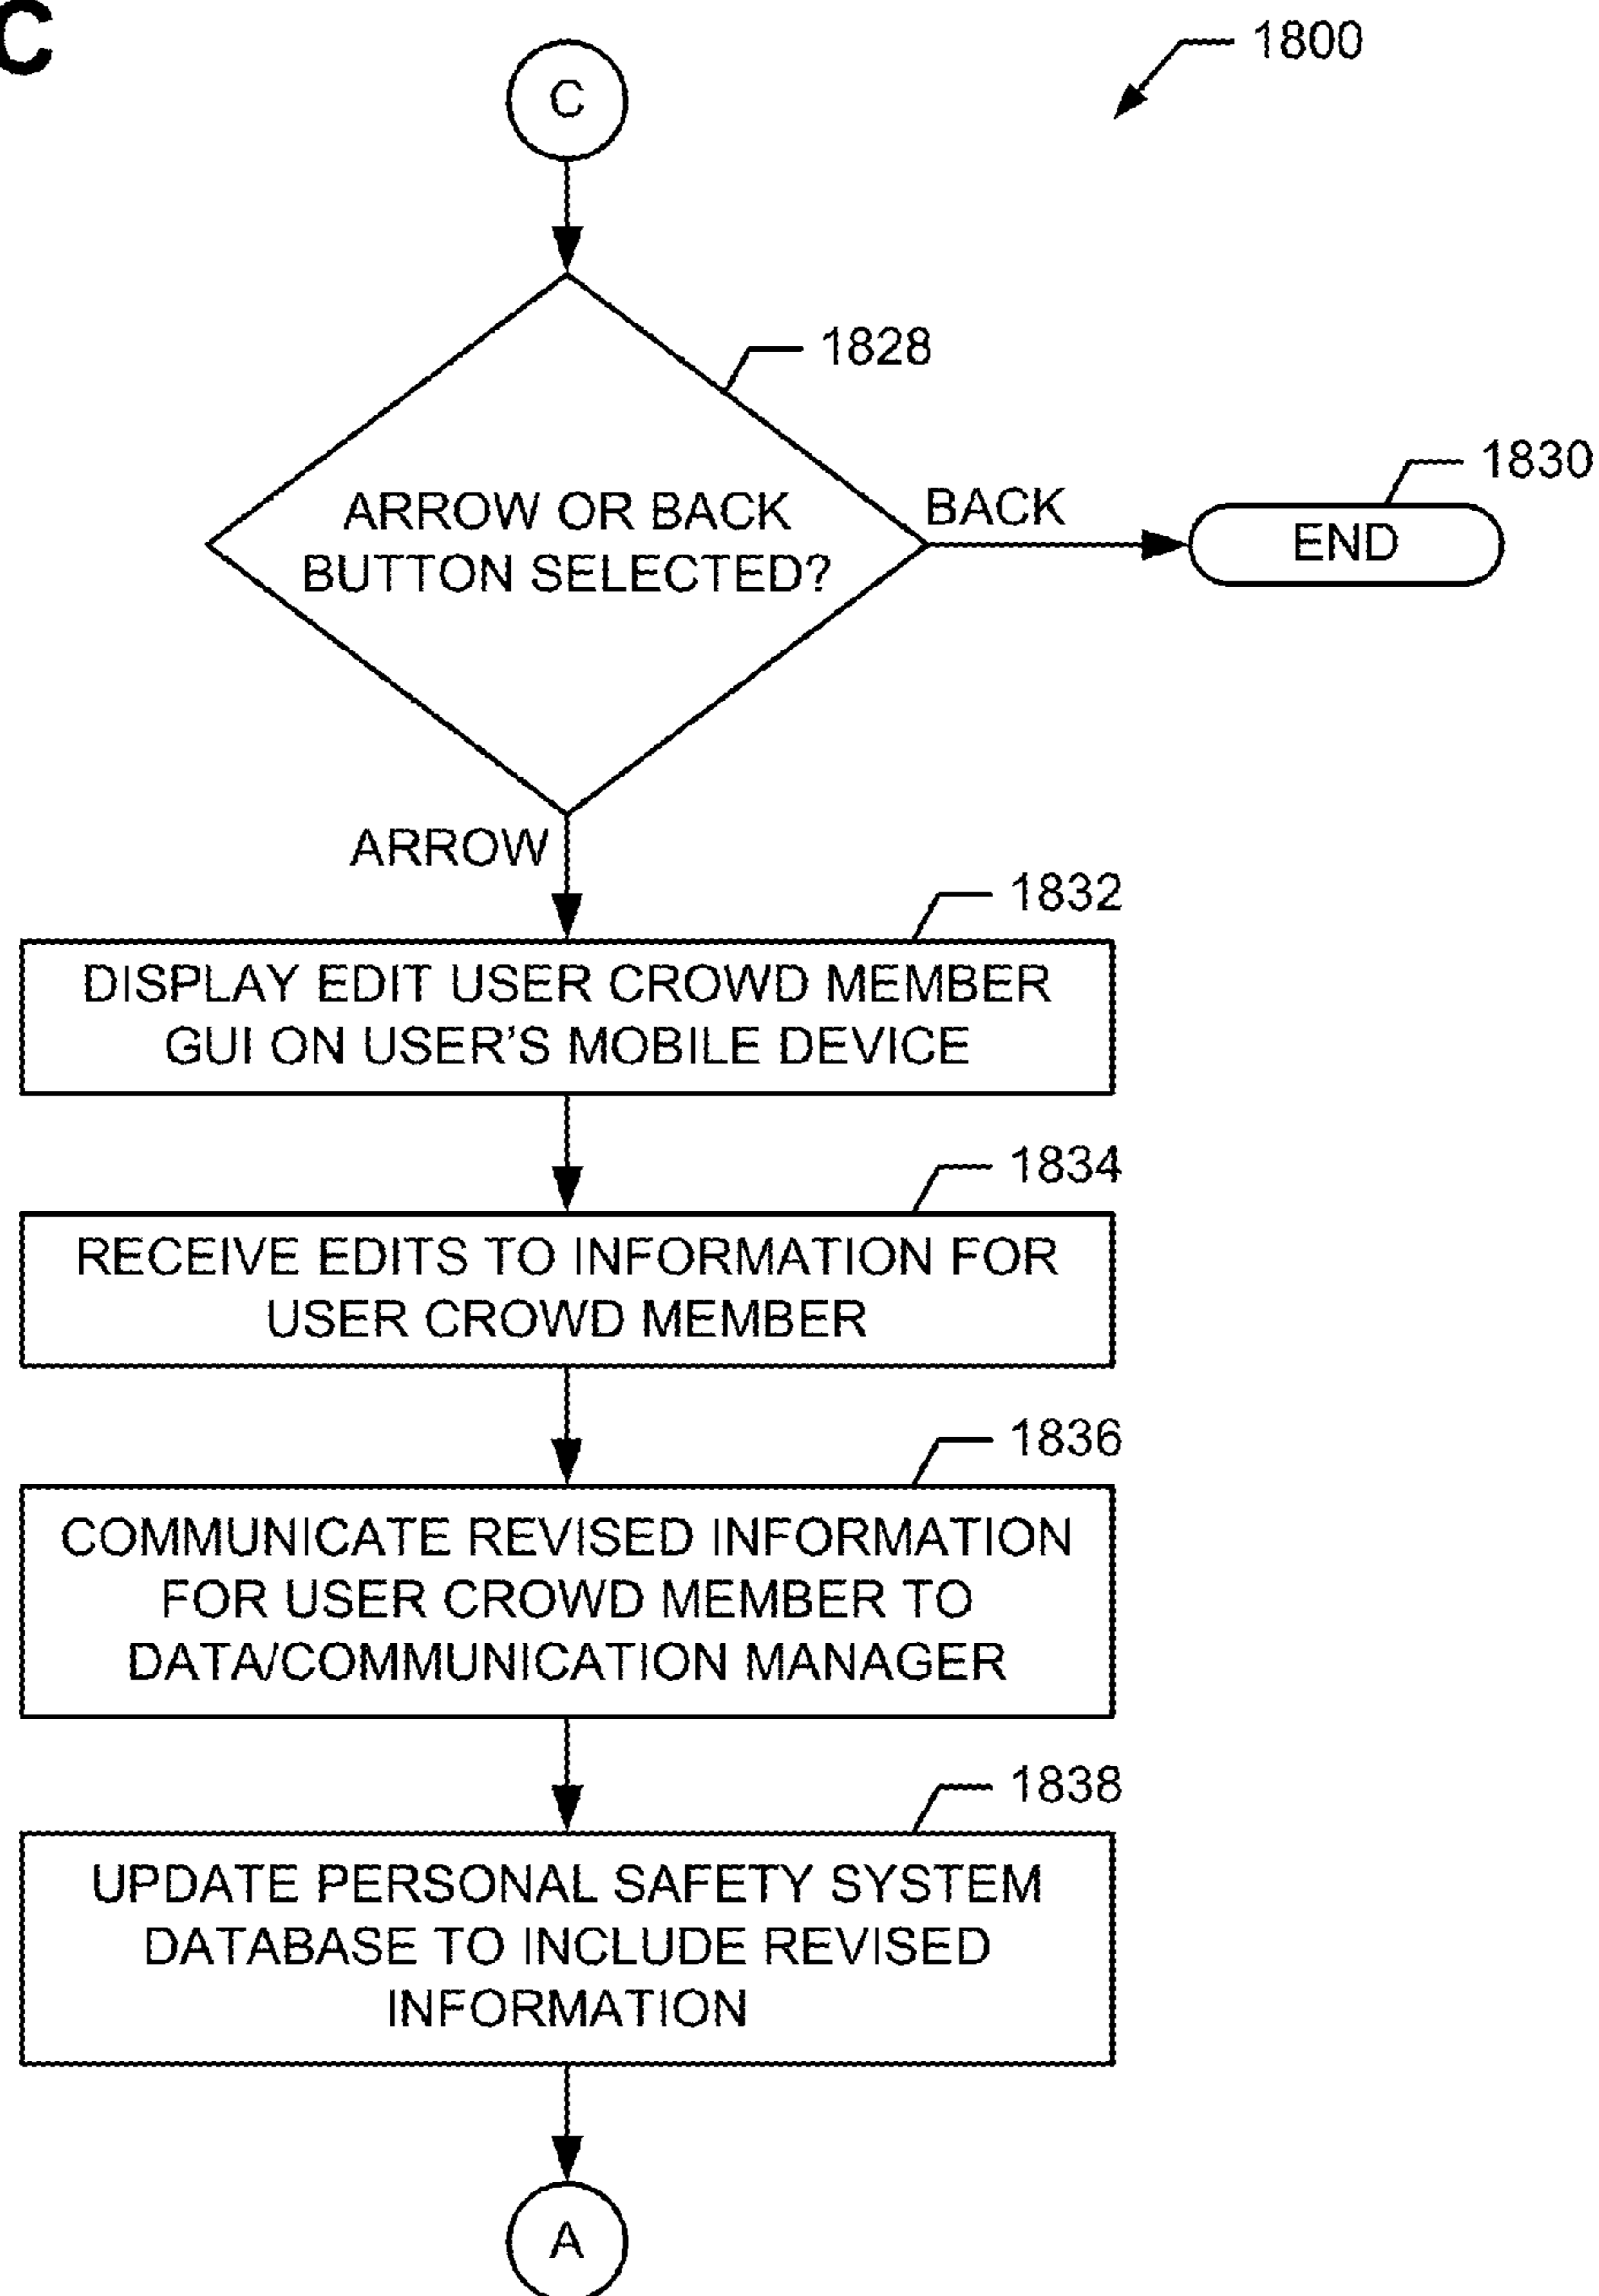 C
1800
C
1828
ARROW OR BACK
BUTTON SELECTED?
BACK
1830
END
ARROW
1832
DISPLAY EDIT USER CROWD MEMBER
GUI ON USER'S MOBILE DEVICE
1834
RECEIVE EDITS TO INFORMATION FOR
USER CROWD MEMBER
1836
COMMUNICATE REVISED INFORMATION
FOR USER CROWD MEMBER TO
DATA/COMMUNICATION MANAGER
1838
UPDATE PERSONAL SAFETY SYSTEM
DATABASE TO INCLUDE REVISED
INFORMATION
A